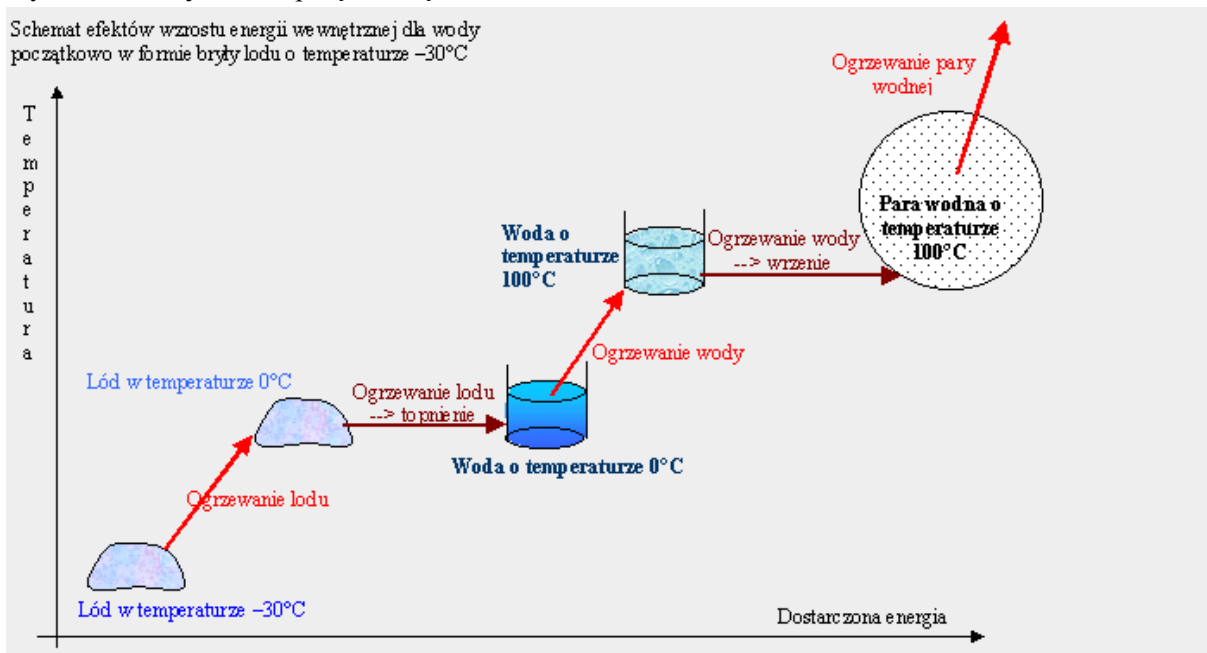 Schemat efektów wzrostu energii wewnętrznej dla wody
początkowo w formie bryły lodu o temperaturze –30°C
Temperatura
Ogrzewanie pary
wodnej
Para wodna o
temperaturze
100°C
Woda o
temperaturze
100°C
Ogrzewanie wody
--> wrzenie
Ogrzewanie wody
Lód w temperaturze 0°C
Ogrzewanie lodu
--> topnienie
Woda o temperaturze 0°C
Ogrzewanie lodu
Lód w temperaturze –30°C
Dostarczona energia